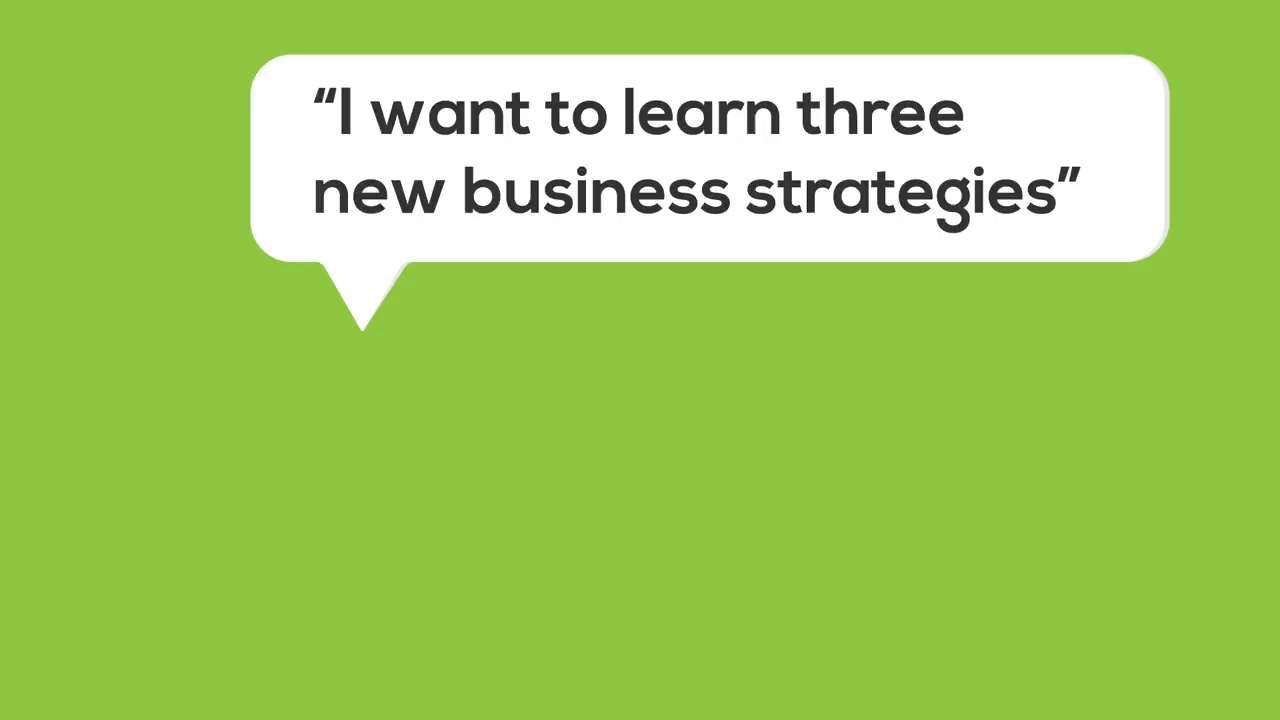 “I want to learn three
new business strategies”